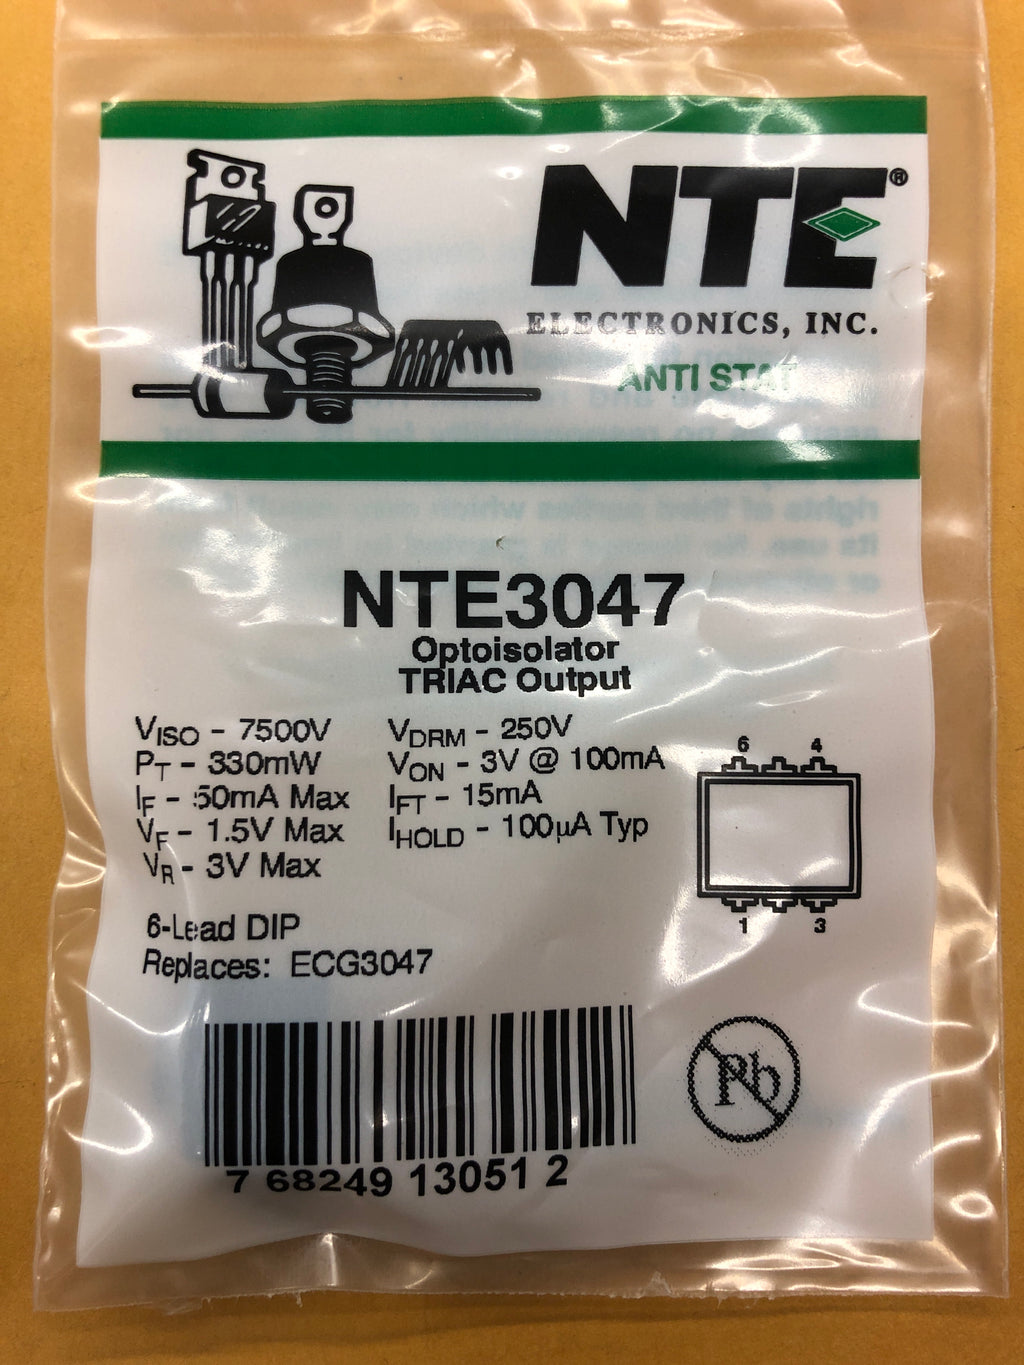 NTE®
ELECTRONICS, INC.
ANTI STAT
NTE3047
Optoisolator
TRIAC Output
VISO - 7500V
PT - 330mW
IF - 50mA Max
VF - 1.5V Max
VR - 3V Max
VDRM - 250V
VON - 3V @ 100mA
IFT - 15mA
IHOLD - 100µA Typ
6 4
1 3
6-Lead DIP
Replaces: ECG3047
Pb
7 68249 13051 2